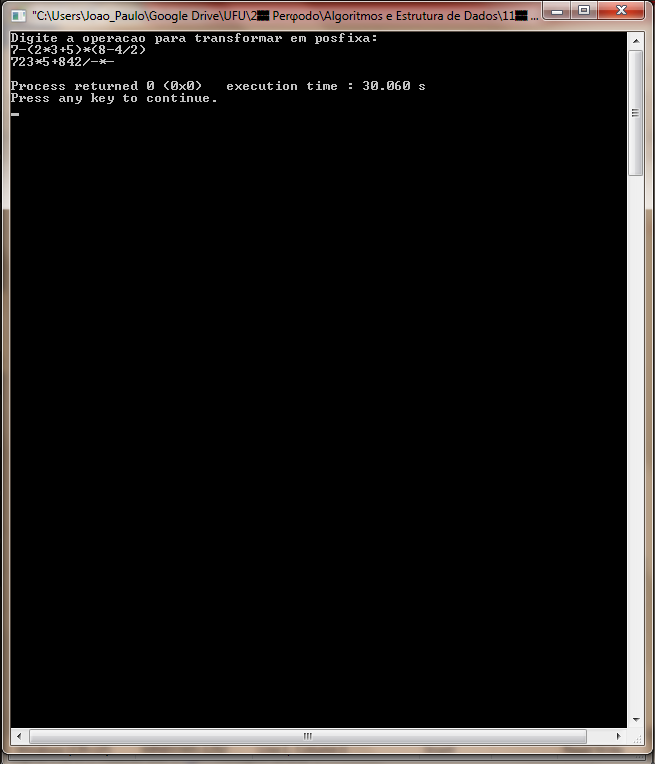 "C:\Users\Joao_Paulo\Google Drive\UFU\2 Perþodo\Algoritmos e Estrutura de Dados\11 ...
Digite a operacao para transformar em posfixa:
7-(2*3+5)*(8-4/2)
723*5+842/-*-
Process returned 0 (0x0)   execution time : 30.060 s
Press any key to continue.